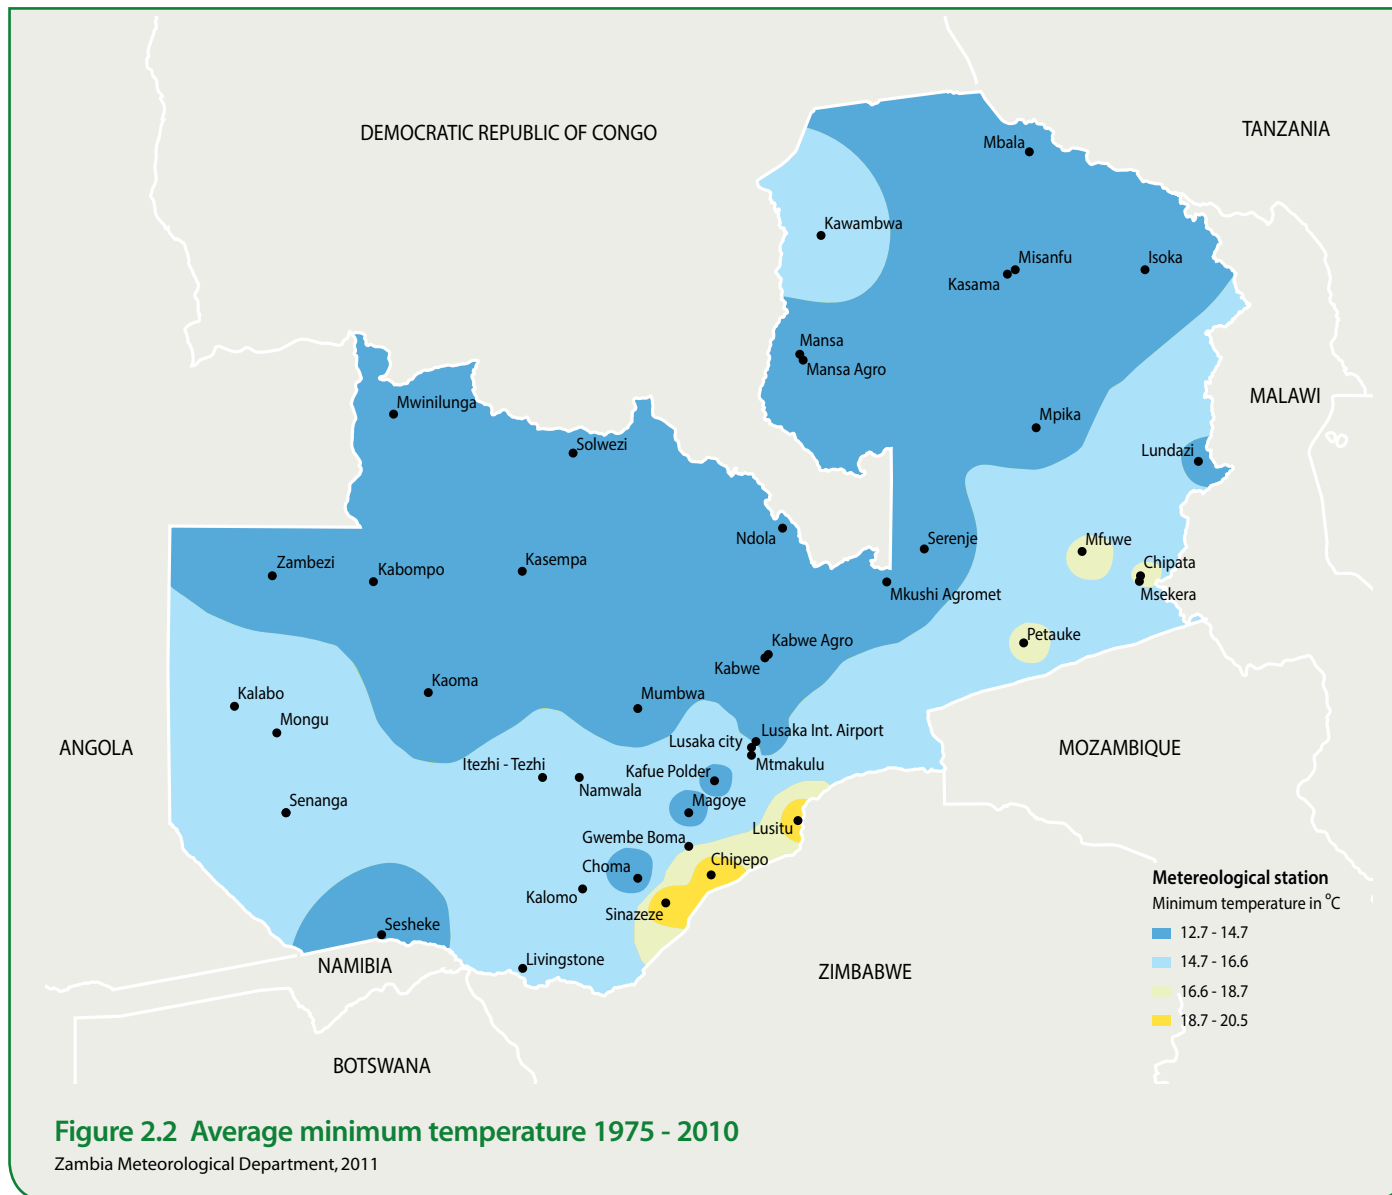 DEMOCRATIC REPUBLIC OF CONGO
TANZANIA
Mbala
Kawambwa
Misanfu
Isoka
Kasama
Mansa
Mansa Agro
MALAWI
Mwinilunga
Mpika
Solwezi
Lundazi
Ndola
Serenje
Mfuwe
Zambezi
Kabompo
Kasempa
Chipata
Mkushi Agromet
Msekera
Petauke
Kabwe Agro
Kabwe
Kaoma
Kalabo
Mumbwa
Mongu
Lusaka Int. Airport
Lusaka city
ANGOLA
MOZAMBIQUE
Itezhi - Tezhi
Kafue Polder
Mtmakulu
Namwala
Senanga
Magoye
Lusitu
Gwembe Boma
Choma
Chipepo
Kalomo
Sinazeze
Sesheke
Livingstone
NAMIBIA
ZIMBABWE
BOTSWANA
Metereological station
Minimum temperature in °C
12.7 - 14.7
14.7 - 16.6
16.6 - 18.7
18.7 - 20.5
Figure 2.2 Average minimum temperature 1975 - 2010
Zambia Meteorological Department, 2011